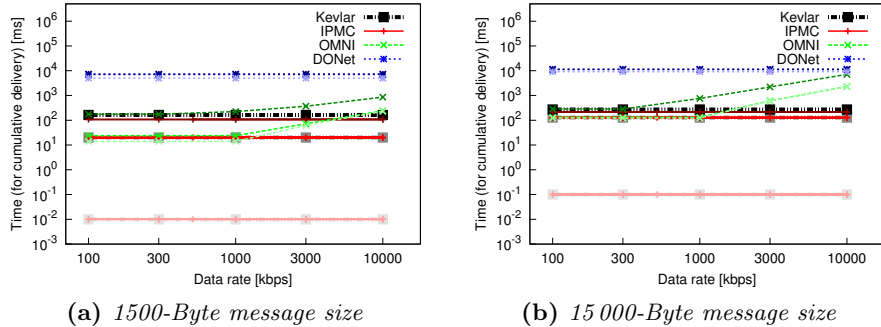 Time (for cumulative delivery) [ms]
10^6
10^5
10^4
10^3
10^2
10^1
10^0
10^-1
10^-2
10^-3
100 300 1000 3000 10000
Data rate [kbps]
Kevlar
IPMC
OMNI
DONet
(a) 1500-Byte message size
Time (for cumulative delivery) [ms]
10^6
10^5
10^4
10^3
10^2
10^1
10^0
10^-1
10^-2
10^-3
100 300 1000 3000 10000
Data rate [kbps]
Kevlar
IPMC
OMNI
DONet
(b) 15 000-Byte message size